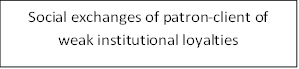 Social exchanges of patron-client of
weak institutional loyalties